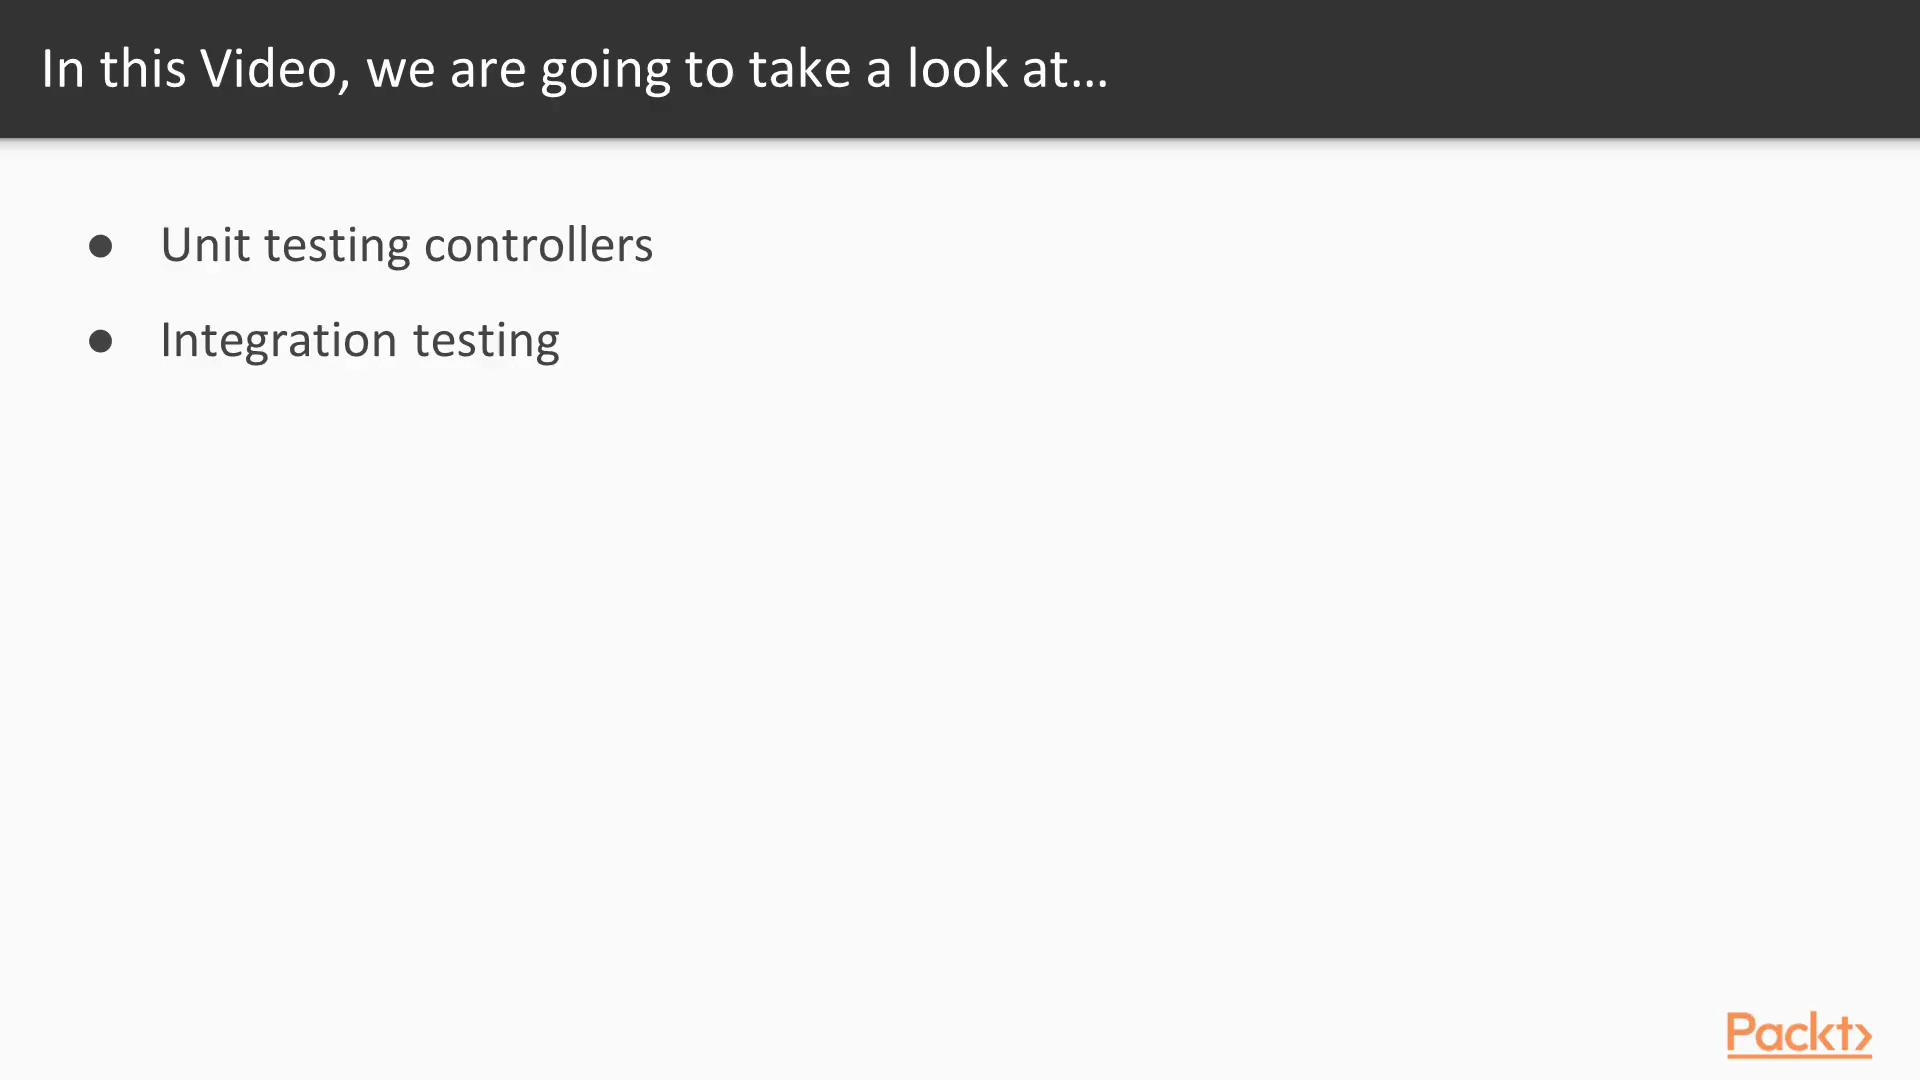 In this Video, we are going to take a look at...
● Unit testing controllers
● Integration testing
Packt>